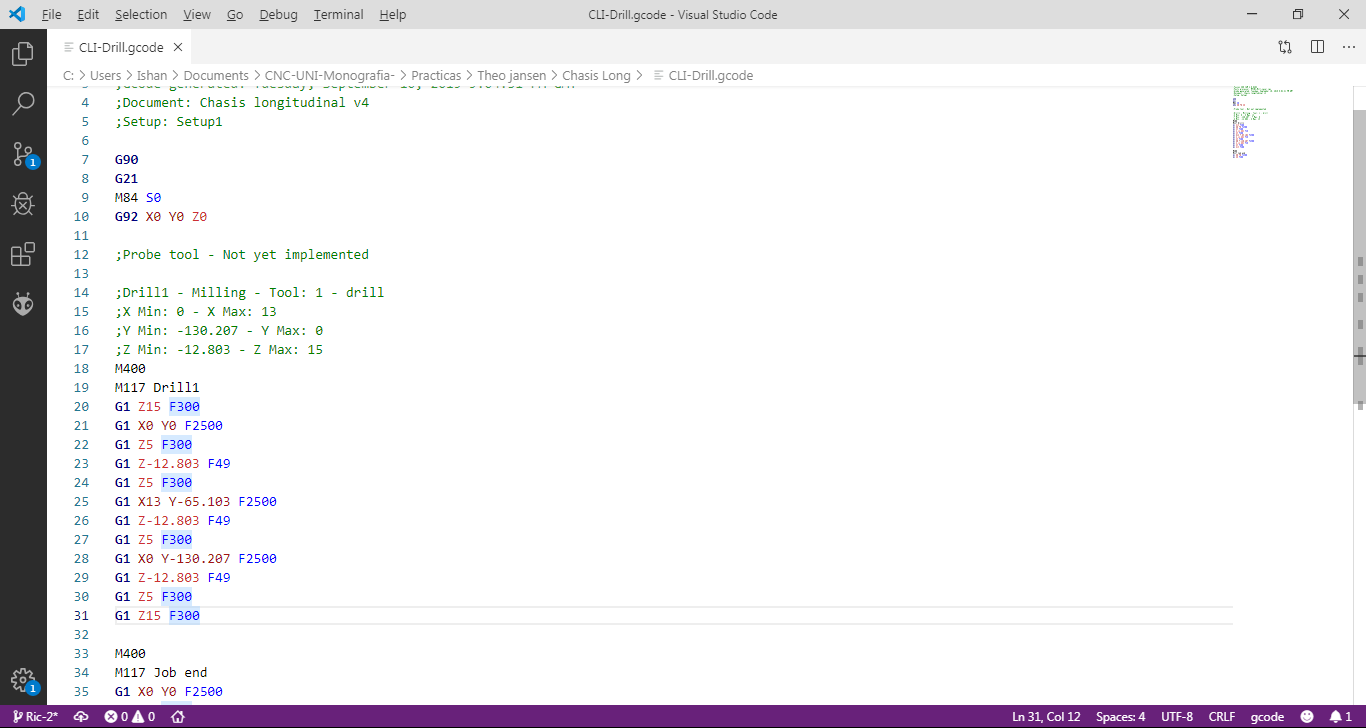 File Edit Selection View Go Debug Terminal Help
CLI-Drill.gcode - Visual Studio Code
CLI-Drill.gcode
C: > Users > Ishan > Documents > CNC-UNI-Monografia- > Practicas > Theo jansen > Chasis Long > CLI-Drill.gcode
4 ;Document: Chasis longitudinal v4
5 ;Setup: Setup1
6
7 G90
8 G21
9 M84 S0
10 G92 X0 Y0 Z0
11
12 ;Probe tool - Not yet implemented
13
14 ;Drill1 - Milling - Tool: 1 - drill
15 ;X Min: 0 - X Max: 13
16 ;Y Min: -130.207 - Y Max: 0
17 ;Z Min: -12.803 - Z Max: 15
18 M400
19 M117 Drill1
20 G1 Z15 F300
21 G1 X0 Y0 F2500
22 G1 Z5 F300
23 G1 Z-12.803 F49
24 G1 Z5 F300
25 G1 X13 Y-65.103 F2500
26 G1 Z-12.803 F49
27 G1 Z5 F300
28 G1 X0 Y-130.207 F2500
29 G1 Z-12.803 F49
30 G1 Z5 F300
31 G1 Z15 F300
32
33 M400
34 M117 Job end
35 G1 X0 Y0 F2500
1
1
Ric-2* 0 0 Ln 31, Col 12 Spaces: 4 UTF-8 CRLF gcode 1